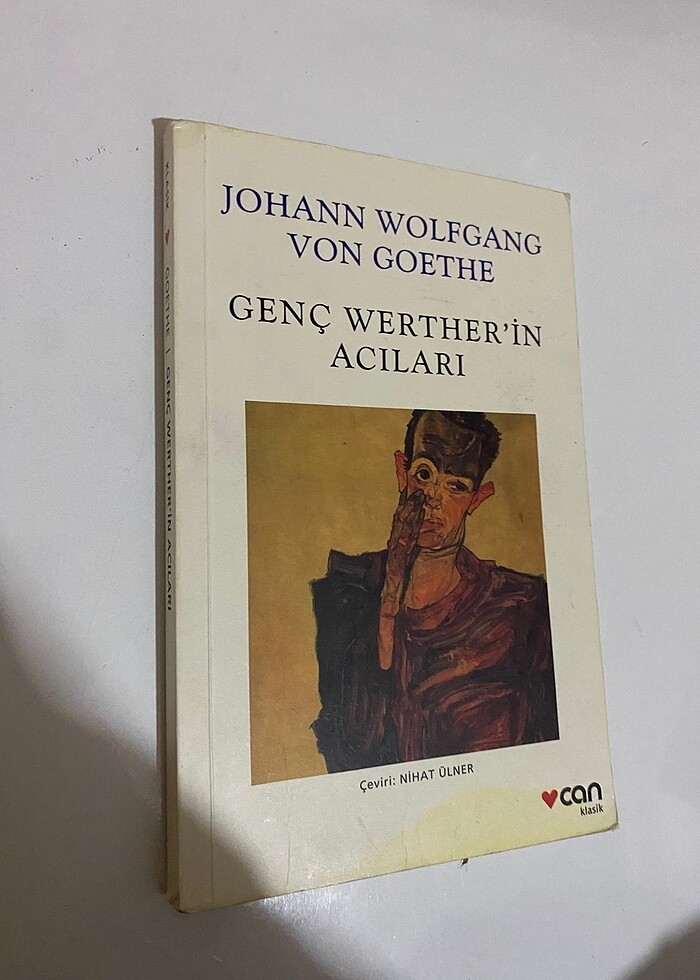 JOHANN WOLFGANG
VON GOETHE
GENÇ WERTHER'İN
ACILARI
Çeviri: NİHAT ÜLNER
can
klasik
GOETHE | GENÇ WERTHER'İN ACILARI